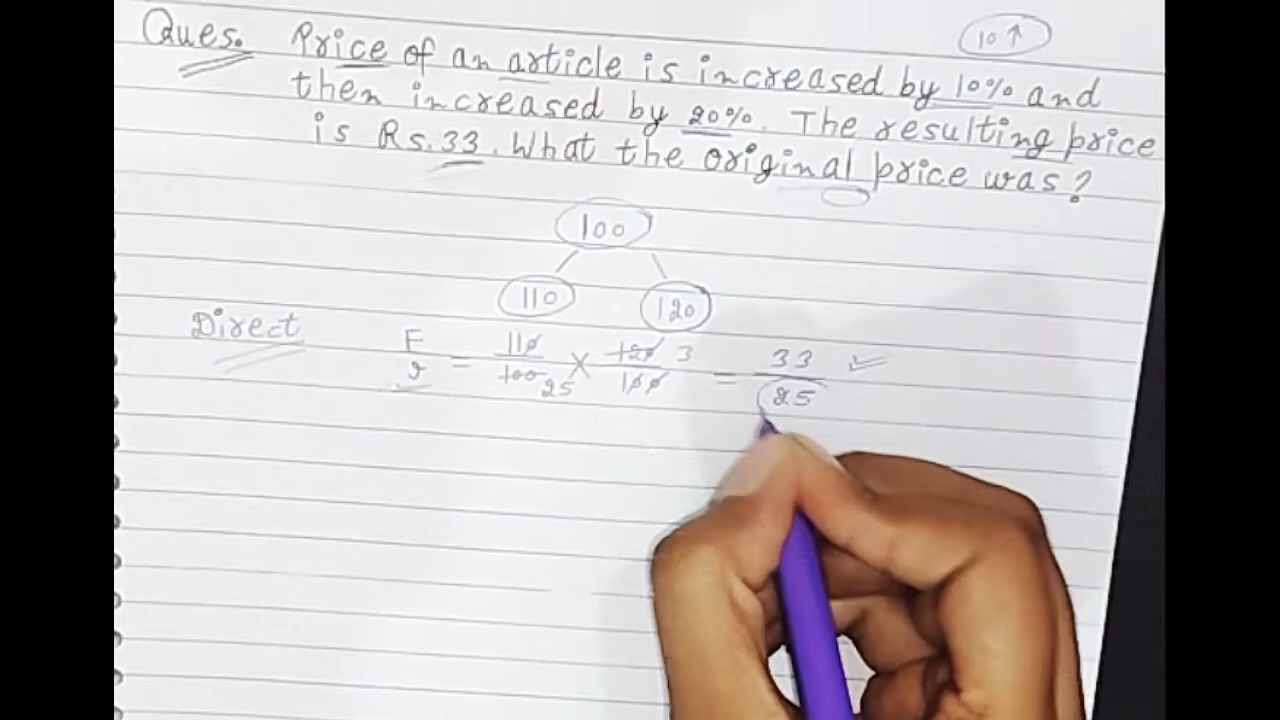 10 ↑
Ques. Price of an article is increased by 10% and
then increased by 20%. The resulting price
is Rs. 33. What the original price was?
100
110 120
Direct F/I = 110/100 25 × 120/100 3 = 33/25 ✓